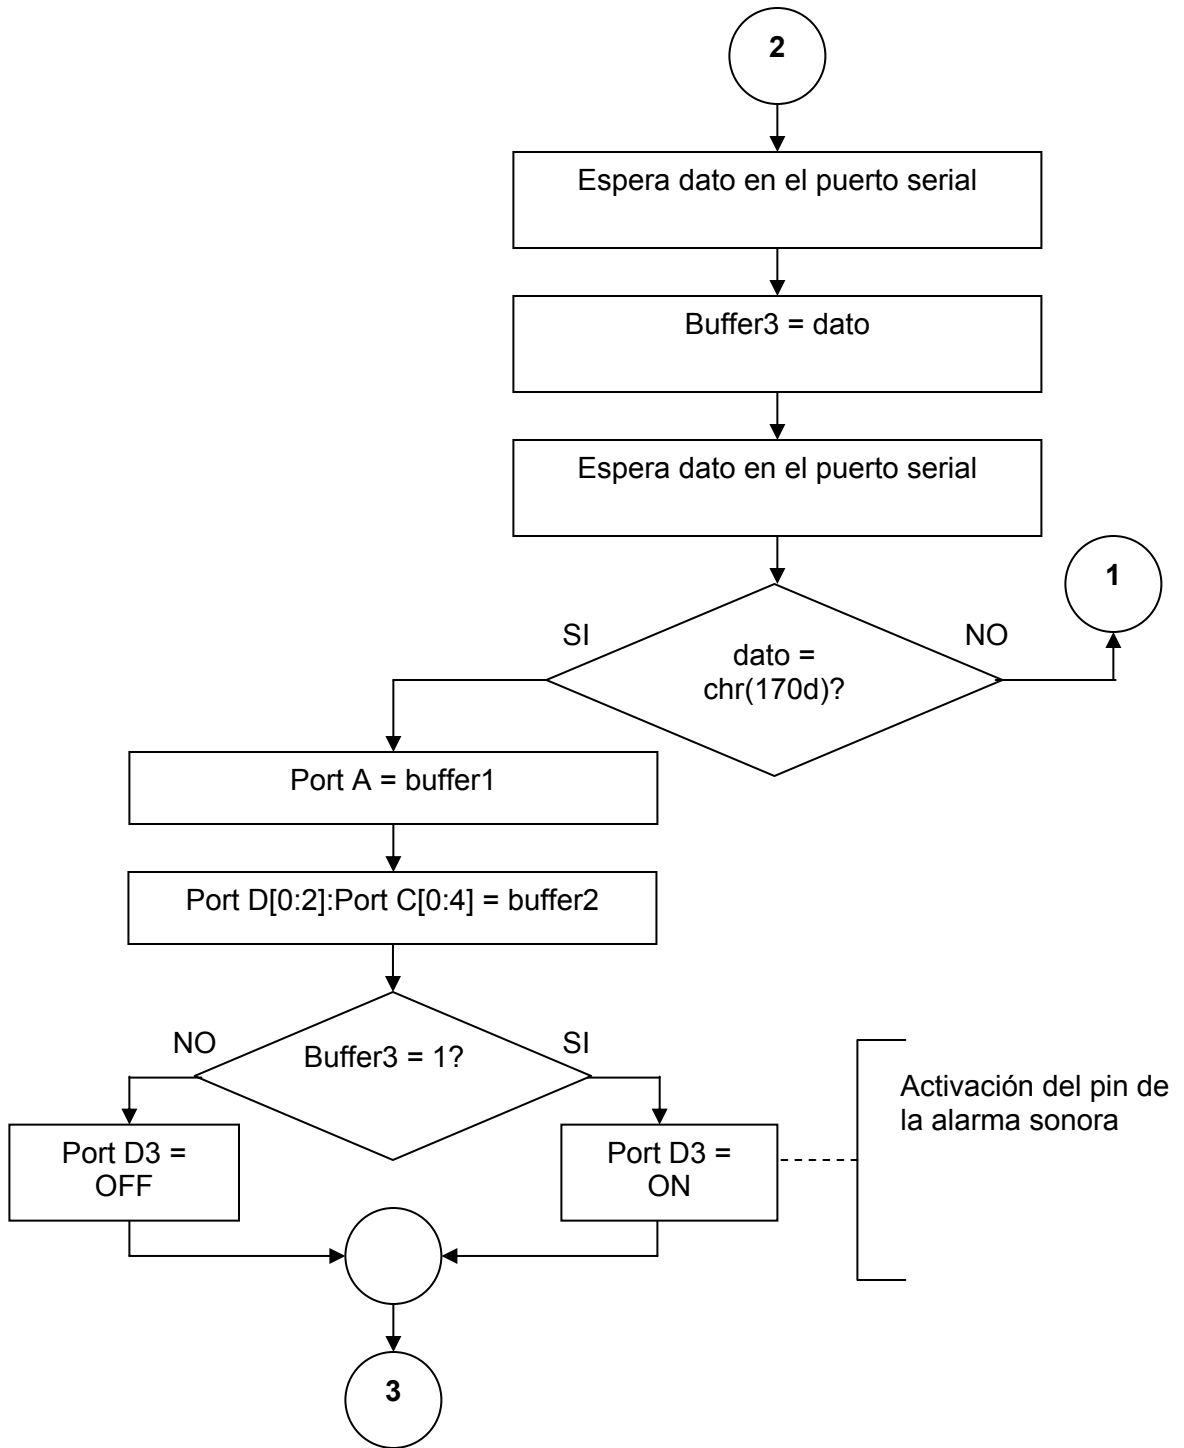 2
Espera dato en el puerto serial
Buffer3 = dato
Espera dato en el puerto serial
1
SI
NO
dato =
chr(170d)?
Port A = buffer1
Port D[0:2]:Port C[0:4] = buffer2
NO
SI
Buffer3 = 1?
Activación del pin de
la alarma sonora
Port D3 =
OFF
Port D3 =
ON
3